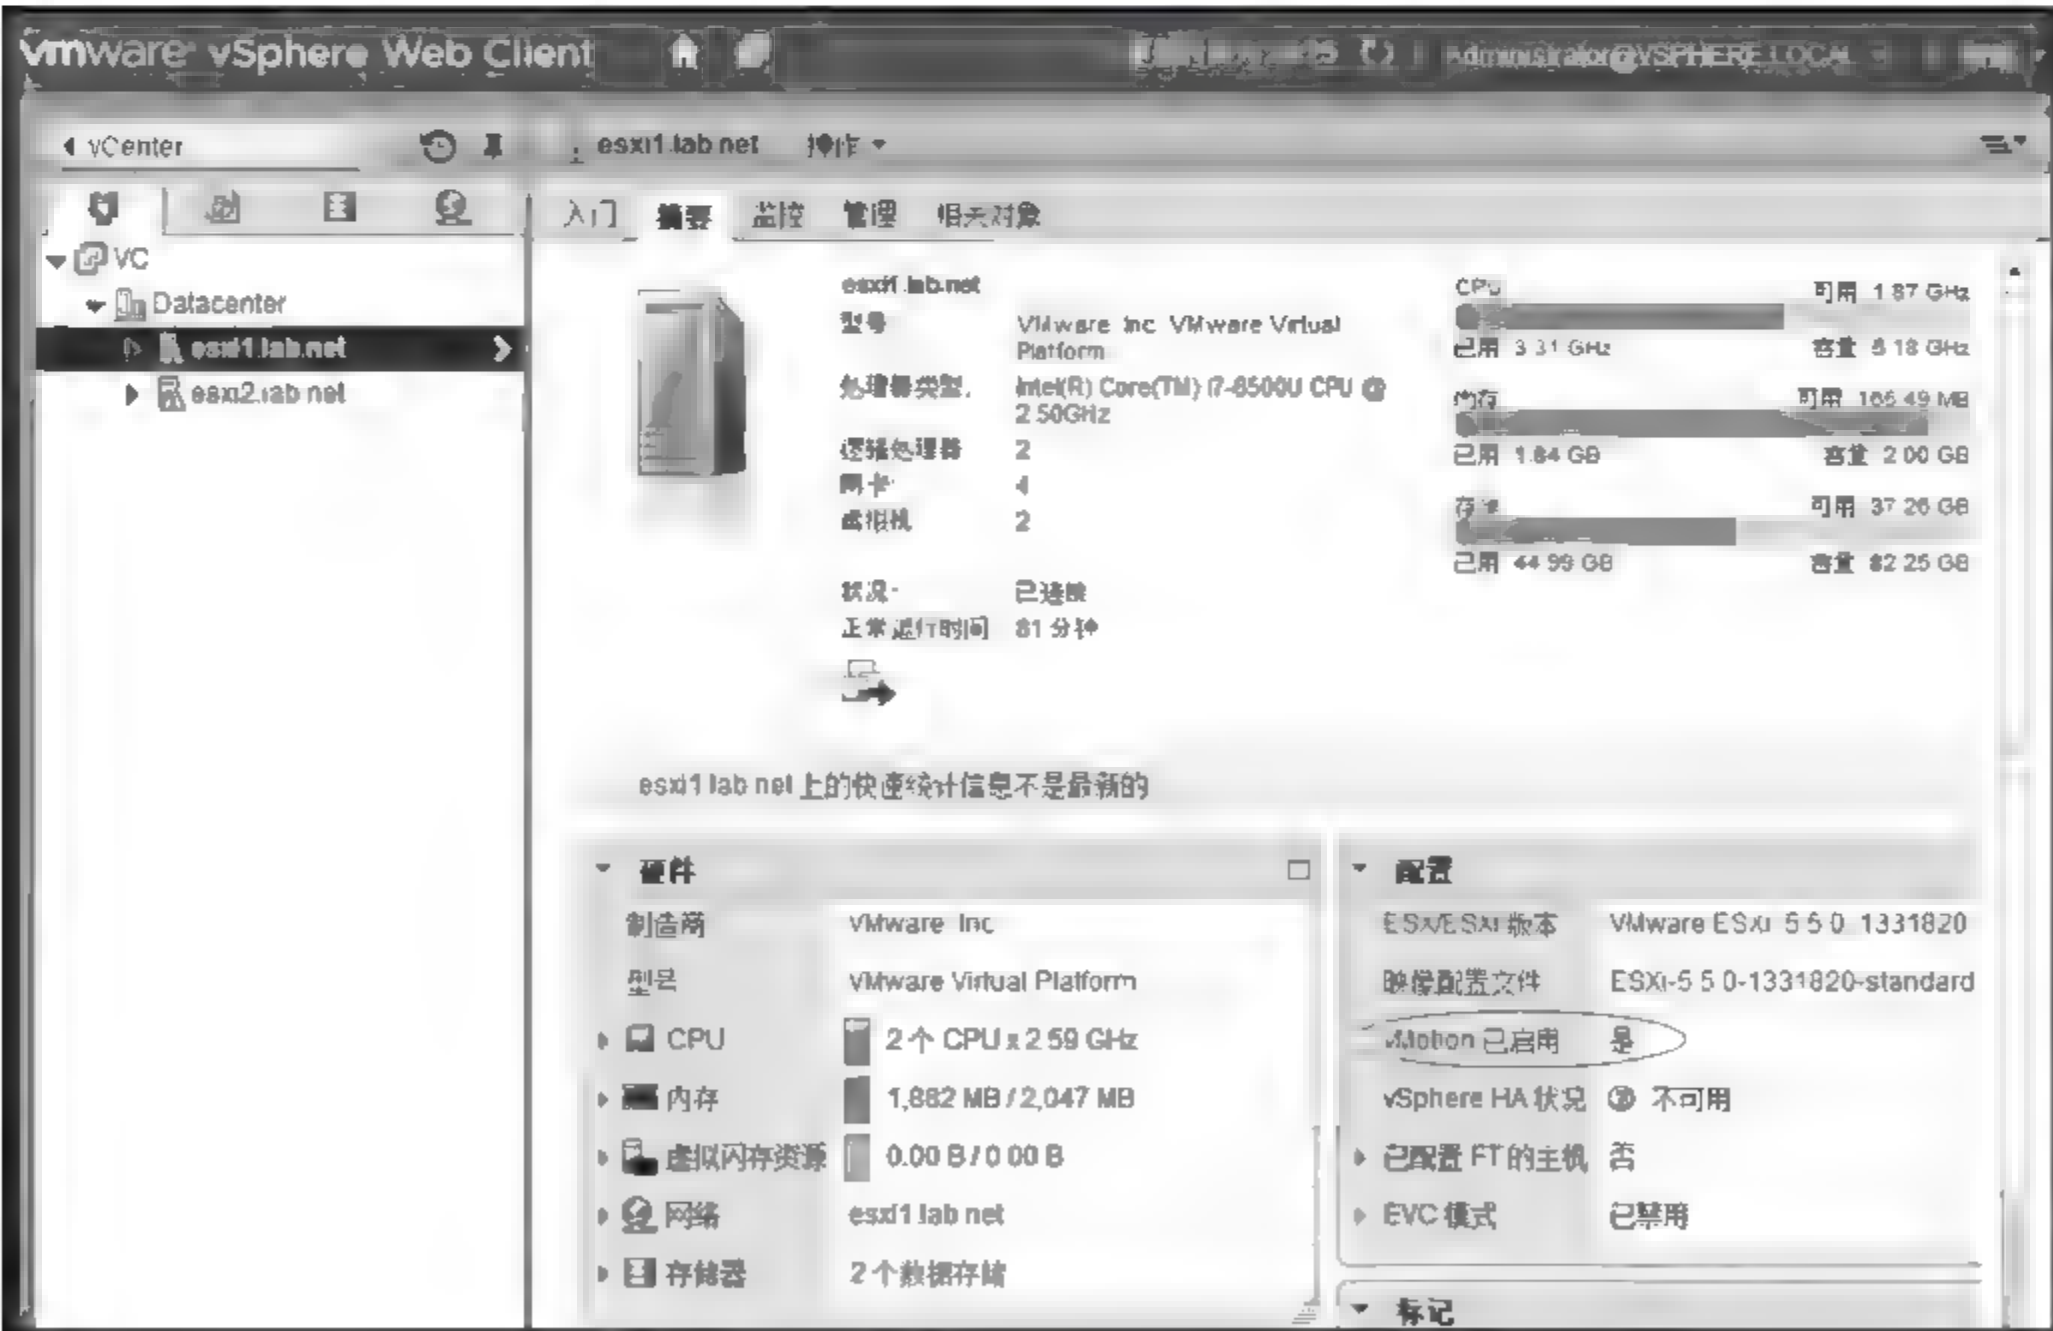 vmware vSphere Web Client
Administrator@VSPHERE.LOCAL
vCenter
esxi1.lab.net 操作
入门 摘要 监控 管理 相关对象
VC
Datacenter
esxi1.lab.net
esxi2.lab.net
esxi1.lab.net
型号 VMware, Inc. VMware Virtual
Platform
处理器类型: Intel(R) Core(TM) i7-6500U CPU @
2.50GHz
逻辑处理器 2
网卡: 4
虚拟机 2
状况: 已连接
正常运行时间 81 分钟
CPU 可用: 1.87 GHz
已用: 3.31 GHz 容量: 5.18 GHz
内存 可用: 165.49 MB
已用: 1.84 GB 容量: 2.00 GB
存储 可用: 37.26 GB
已用: 44.99 GB 容量: 82.25 GB
esxi1.lab.net 上的快速统计信息不是最新的
硬件
制造商 VMware, Inc.
型号 VMware Virtual Platform
CPU 2 个 CPU x 2.59 GHz
内存 1,882 MB / 2,047 MB
虚拟闪存资源 0.00 B / 0.00 B
网络 esxi1.lab.net
存储器 2 个数据存储
配置
ESX/ESXi 版本 VMware ESXi, 5.5.0, 1331820
映像配置文件 ESXi-5.5.0-1331820-standard
vMotion 已启用 是
vSphere HA 状况 不可用
已配置 FT 的主机 否
EVC 模式 已禁用
标记